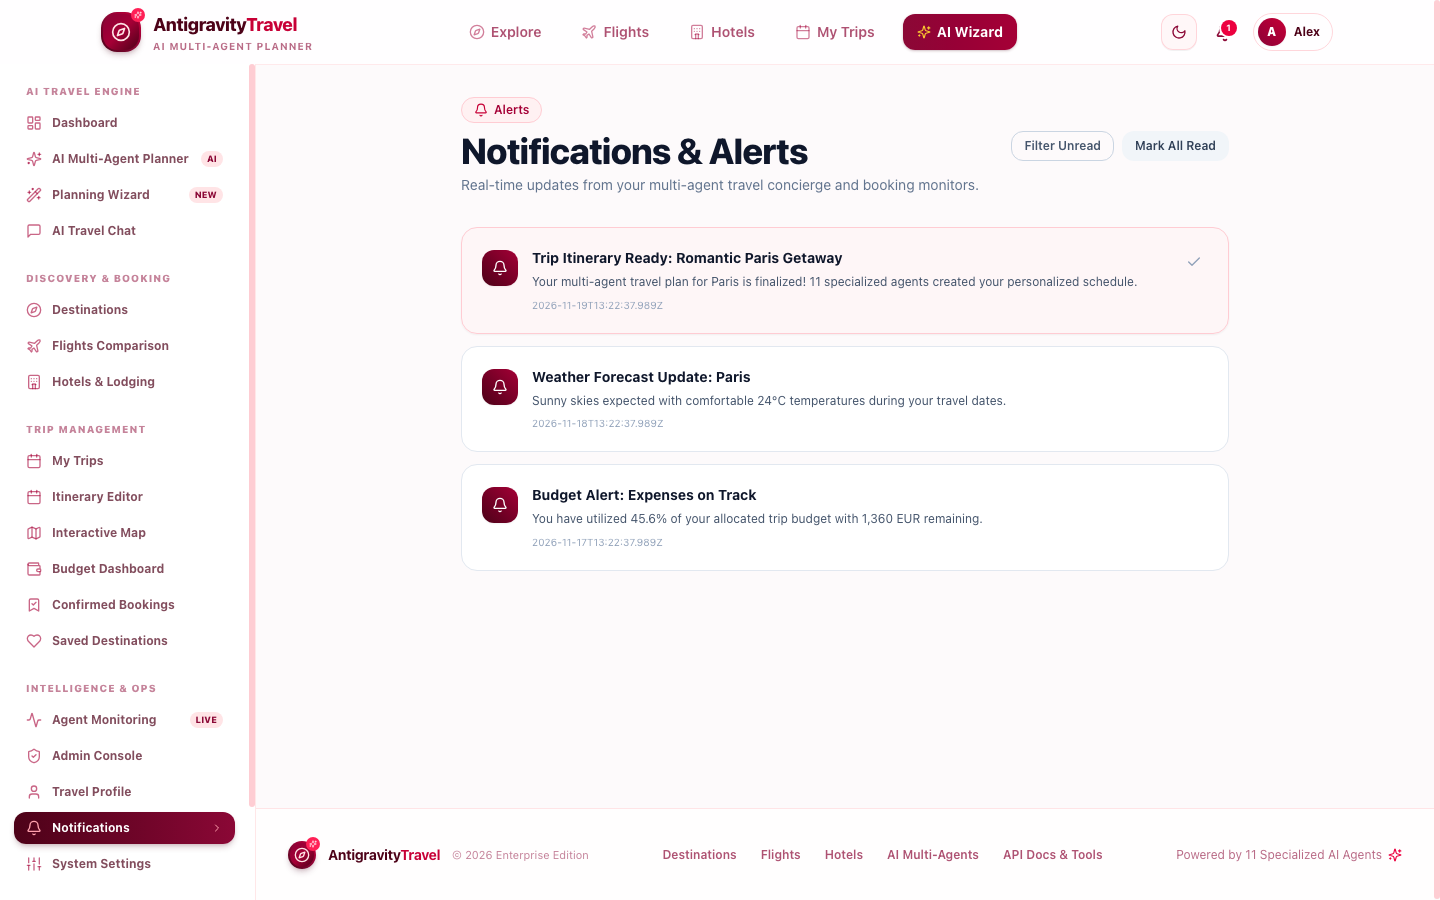 AntigravityTravel
AI MULTI-AGENT PLANNER
Explore
Flights
Hotels
My Trips
AI Wizard
1
A
Alex
AI TRAVEL ENGINE
Dashboard
AI Multi-Agent Planner AI
Planning Wizard NEW
AI Travel Chat
DISCOVERY & BOOKING
Destinations
Flights Comparison
Hotels & Lodging
TRIP MANAGEMENT
My Trips
Itinerary Editor
Interactive Map
Budget Dashboard
Confirmed Bookings
Saved Destinations
INTELLIGENCE & OPS
Agent Monitoring LIVE
Admin Console
Travel Profile
Notifications
System Settings
Alerts
Notifications & Alerts
Real-time updates from your multi-agent travel concierge and booking monitors.
Filter Unread
Mark All Read
Trip Itinerary Ready: Romantic Paris Getaway
Your multi-agent travel plan for Paris is finalized! 11 specialized agents created your personalized schedule.
2026-11-19T13:22:37.989Z
Weather Forecast Update: Paris
Sunny skies expected with comfortable 24°C temperatures during your travel dates.
2026-11-18T13:22:37.989Z
Budget Alert: Expenses on Track
You have utilized 45.6% of your allocated trip budget with 1,360 EUR remaining.
2026-11-17T13:22:37.989Z
AntigravityTravel
© 2026 Enterprise Edition
Destinations
Flights
Hotels
AI Multi-Agents
API Docs & Tools
Powered by 11 Specialized AI Agents